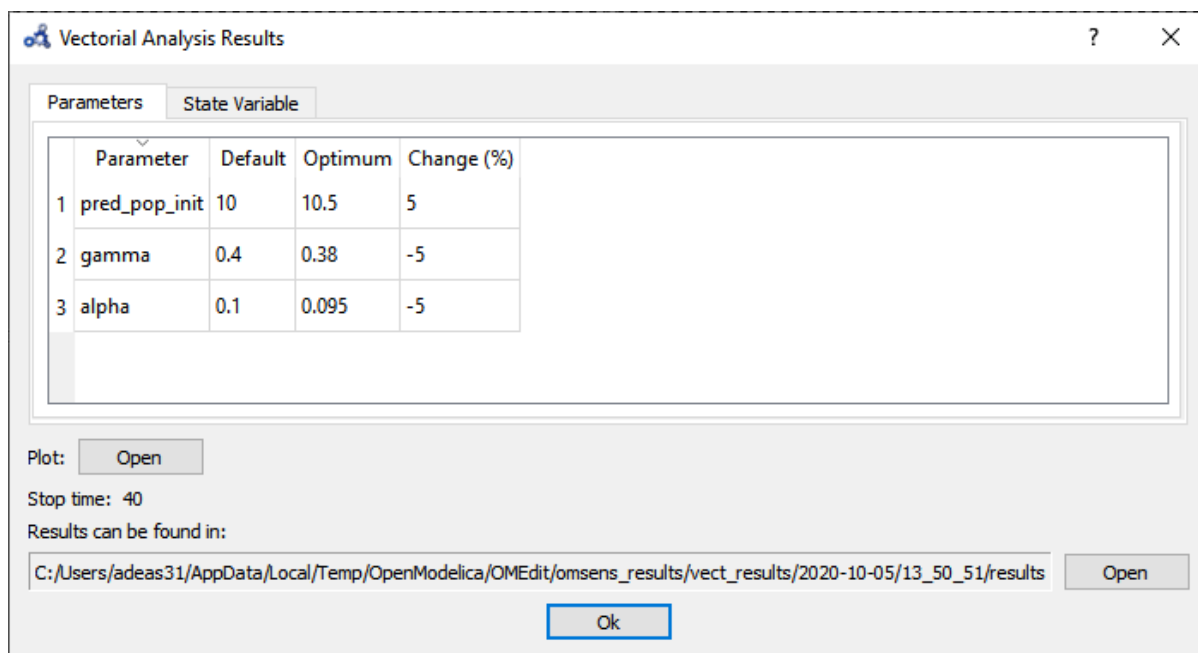 Vectorial Analysis Results ?
Parameters State Variable
Parameter Default Optimum Change (%)
1 pred_pop_init 10 10.5 5
2 gamma 0.4 0.38 -5
3 alpha 0.1 0.095 -5
Plot: Open
Stop time: 40
Results can be found in:
C:/Users/adeas31/AppData/Local/Temp/OpenModelica/OMEdit/omsens_results/vect_results/2020-10-05/13_50_51/results Open
Ok